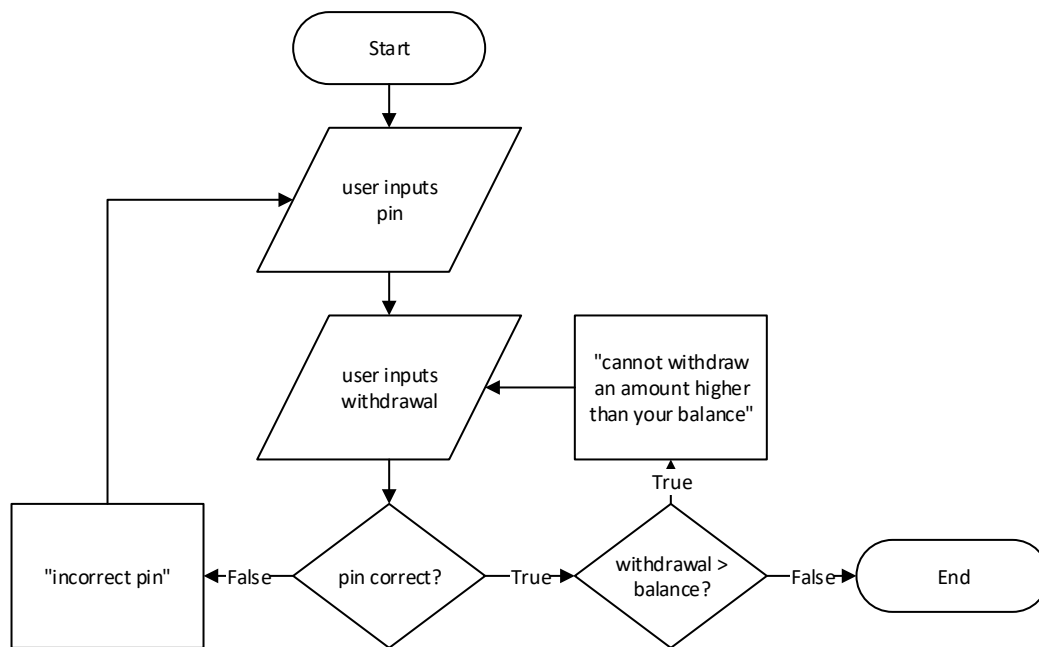 Start
user inputs
pin
user inputs
withdrawal
"cannot withdraw
an amount higher
than your balance"
True
"incorrect pin"
False
pin correct?
True
withdrawal >
balance?
False
End